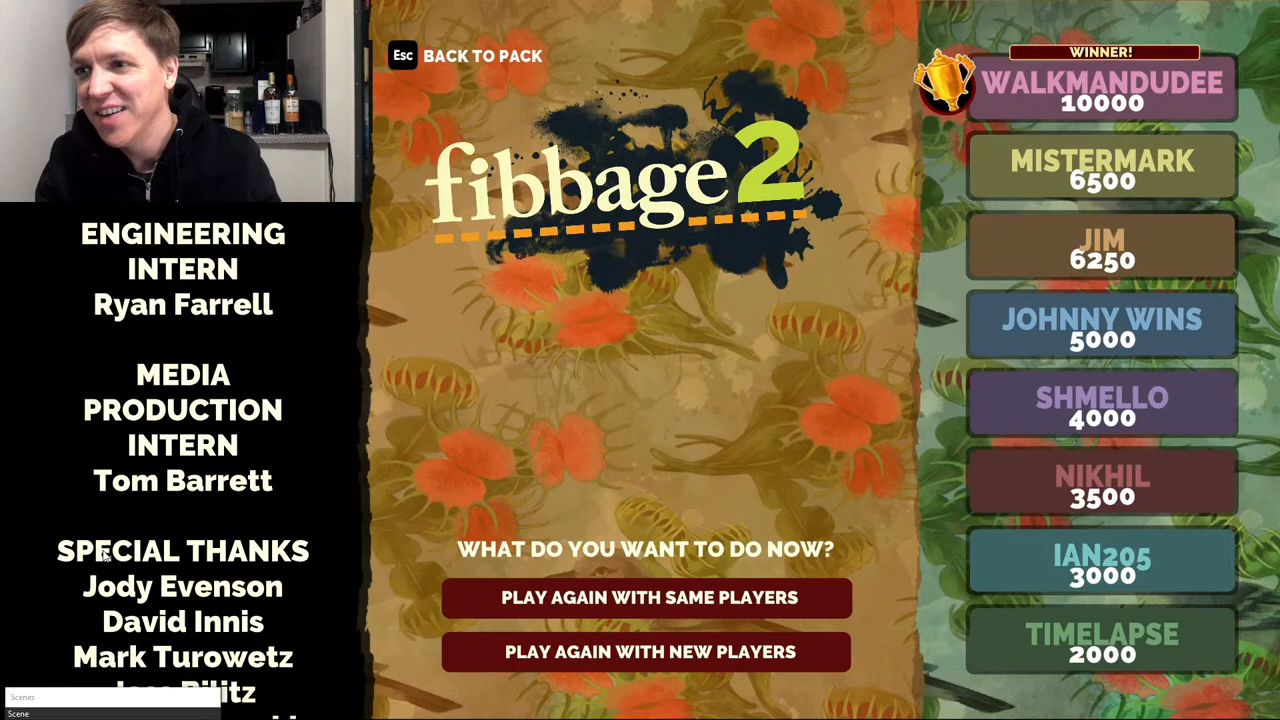 ENGINEERING
INTERN
Ryan Farrell
MEDIA
PRODUCTION
INTERN
Tom Barrett
SPECIAL THANKS
Jody Evenson
David Innis
Mark Turowetz
Scenes
Scene
Esc BACK TO PACK
fibbage 2
WHAT DO YOU WANT TO DO NOW?
PLAY AGAIN WITH SAME PLAYERS
PLAY AGAIN WITH NEW PLAYERS
WINNER!
WALKMANDUDEE
10000
MISTERMARK
6500
JIM
6250
JOHNNY WINS
5000
SHMELLO
4000
NIKHIL
3500
IAN205
3000
TIMELAPSE
2000